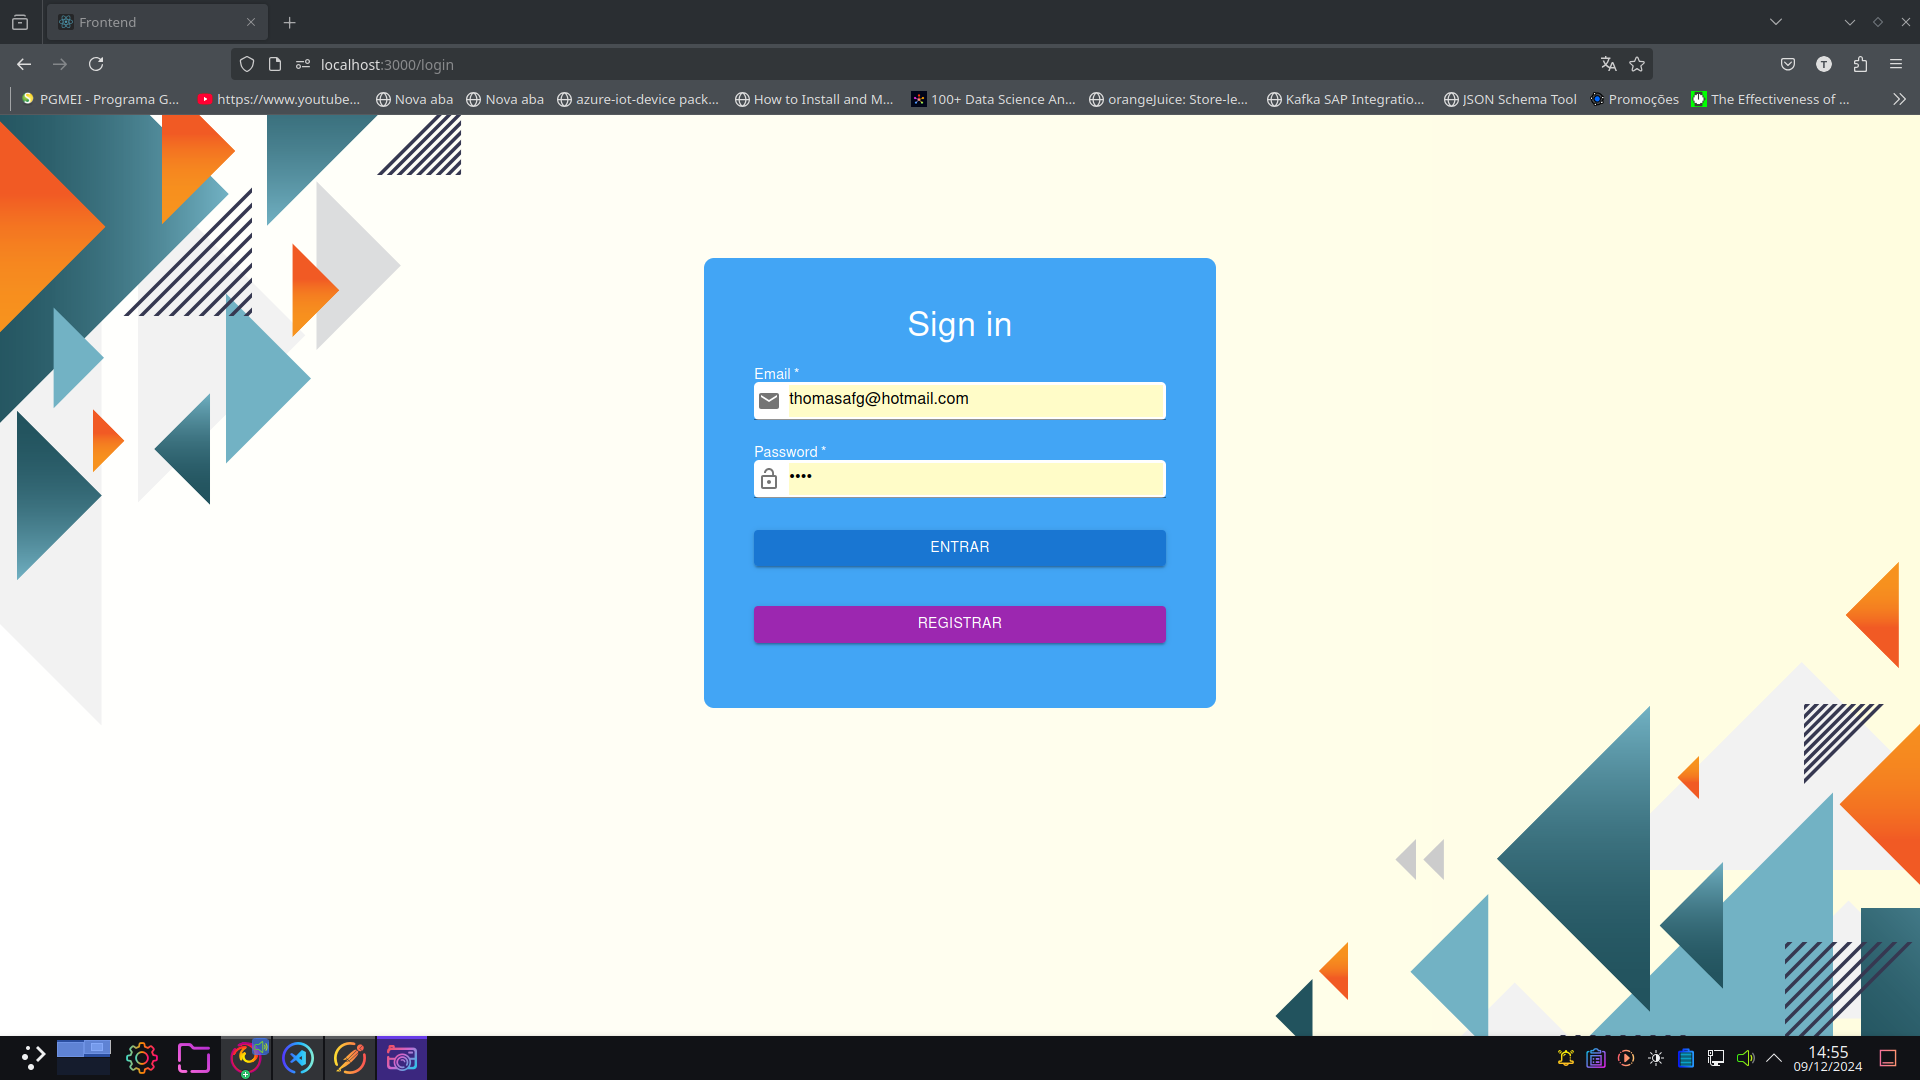 Frontend
localhost:3000/login
T
PGMEI - Programa G...
https://www.youtube...
Nova aba
Nova aba
azure-iot-device pack...
How to Install and M...
100+ Data Science An...
orangeJuice: Store-le...
Kafka SAP Integratio...
JSON Schema Tool
Promoções
The Effectiveness of ...
Sign in
Email *
thomasafg@hotmail.com
Password *
••••
ENTRAR
REGISTRAR
14:55
09/12/2024